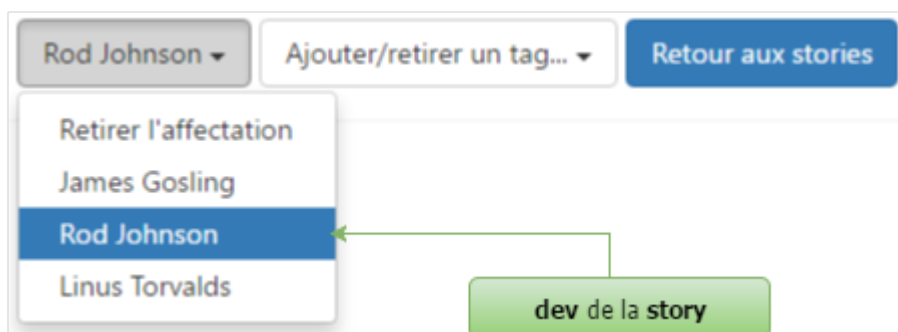 Rod Johnson Ajouter/retirer un tag... Retour aux stories
Retirer l'affectation
James Gosling
Rod Johnson
Linus Torvalds
dev de la story